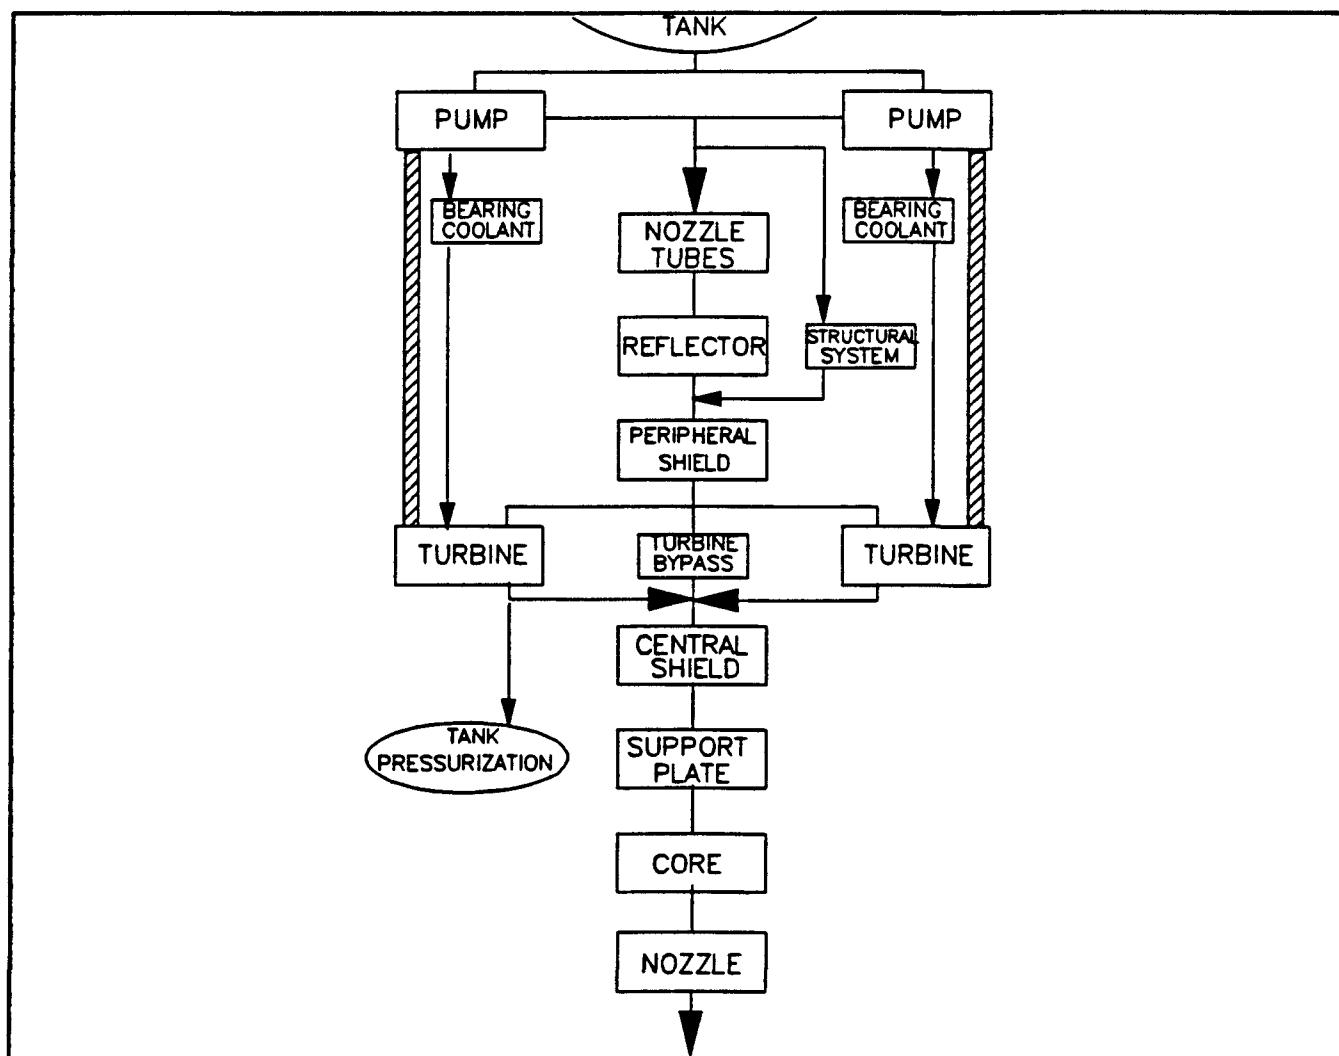 TANK
PUMP
PUMP
BEARING
COOLANT
NOZZLE
TUBES
BEARING
COOLANT
REFLECTOR
STRUCTURAL
SYSTEM
PERIPHERAL
SHIELD
TURBINE
TURBINE
BYPASS
TURBINE
CENTRAL
SHIELD
TANK
PRESSURIZATION
SUPPORT
PLATE
CORE
NOZZLE